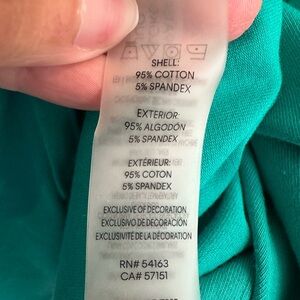 SHELL:
95% COTTON
5% SPANDEX
EXTERIOR:
95% ALGODÓN
5% SPANDEX
EXTÉRIEUR:
95% COTON
5% SPANDEX
EXCLUSIVE OF DECORATION
EXCLUSIVO DE DECORACIÓN
EXCLUSIVITÉ DE LA DÉCORATION
RN# 54163
CA# 57151